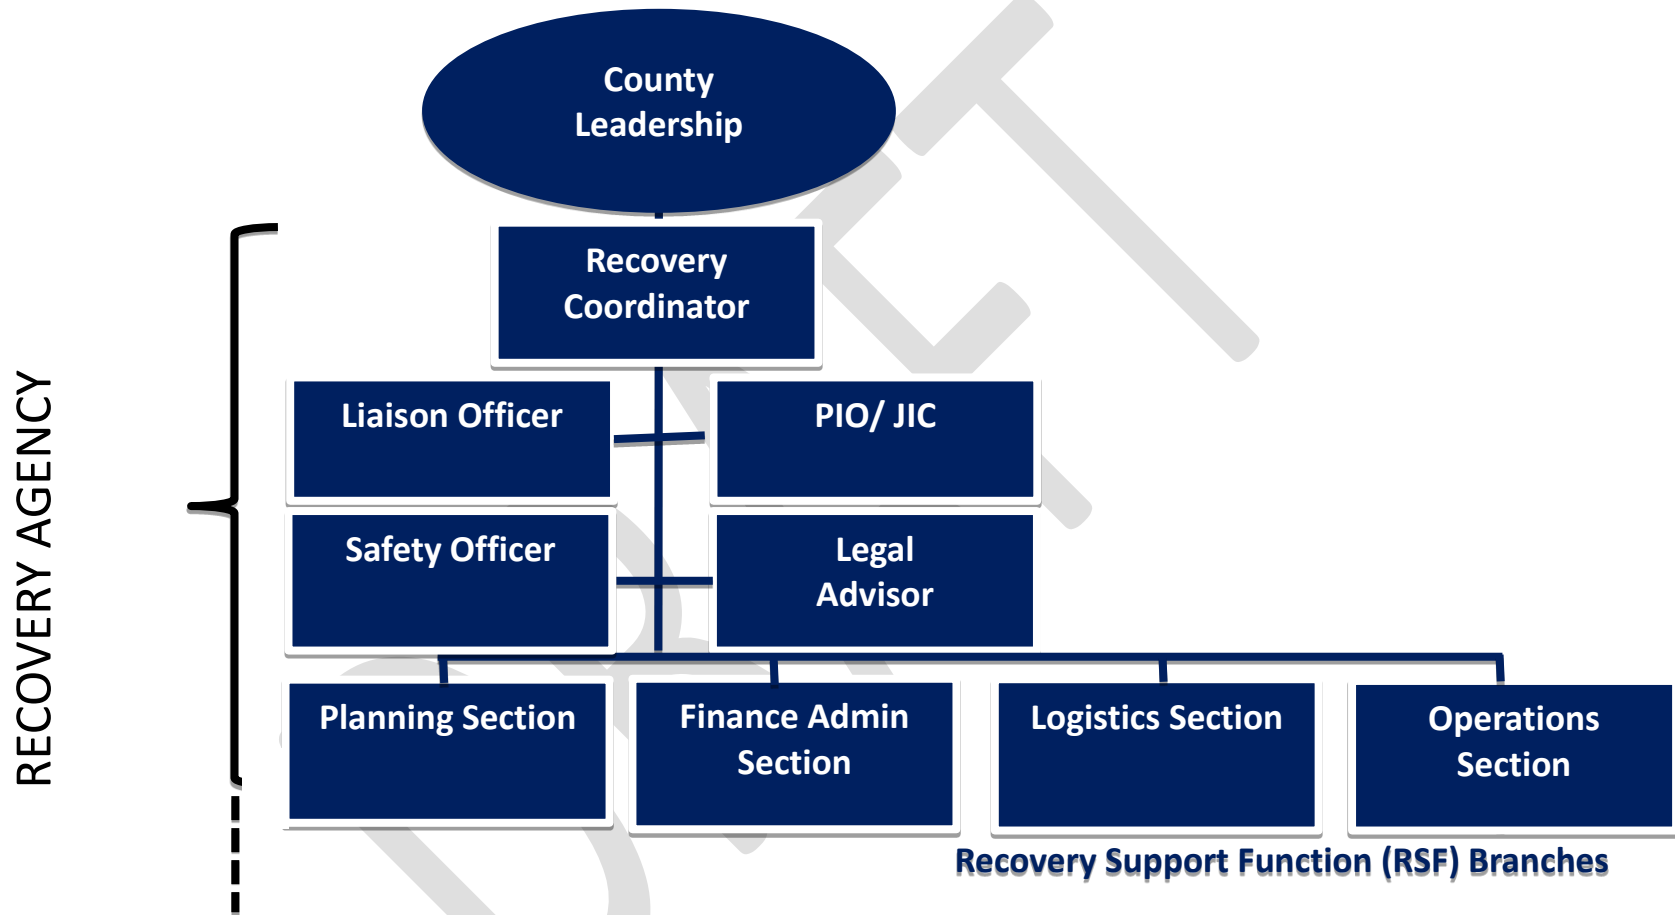 County
Leadership
Recovery
Coordinator
RECOVERY AGENCY
Liaison Officer
PIO/ JIC
Safety Officer
Legal
Advisor
Planning Section
Finance Admin
Section
Logistics Section
Operations
Section
Recovery Support Function (RSF) Branches
DRAFT